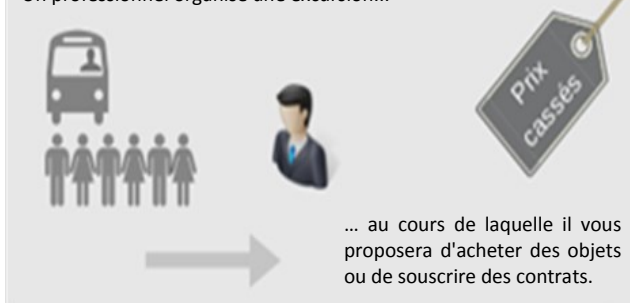 Un professionnel organise une excursion...
Prix
cassés
... au cours de laquelle il vous
proposera d'acheter des objets
ou de souscrire des contrats.